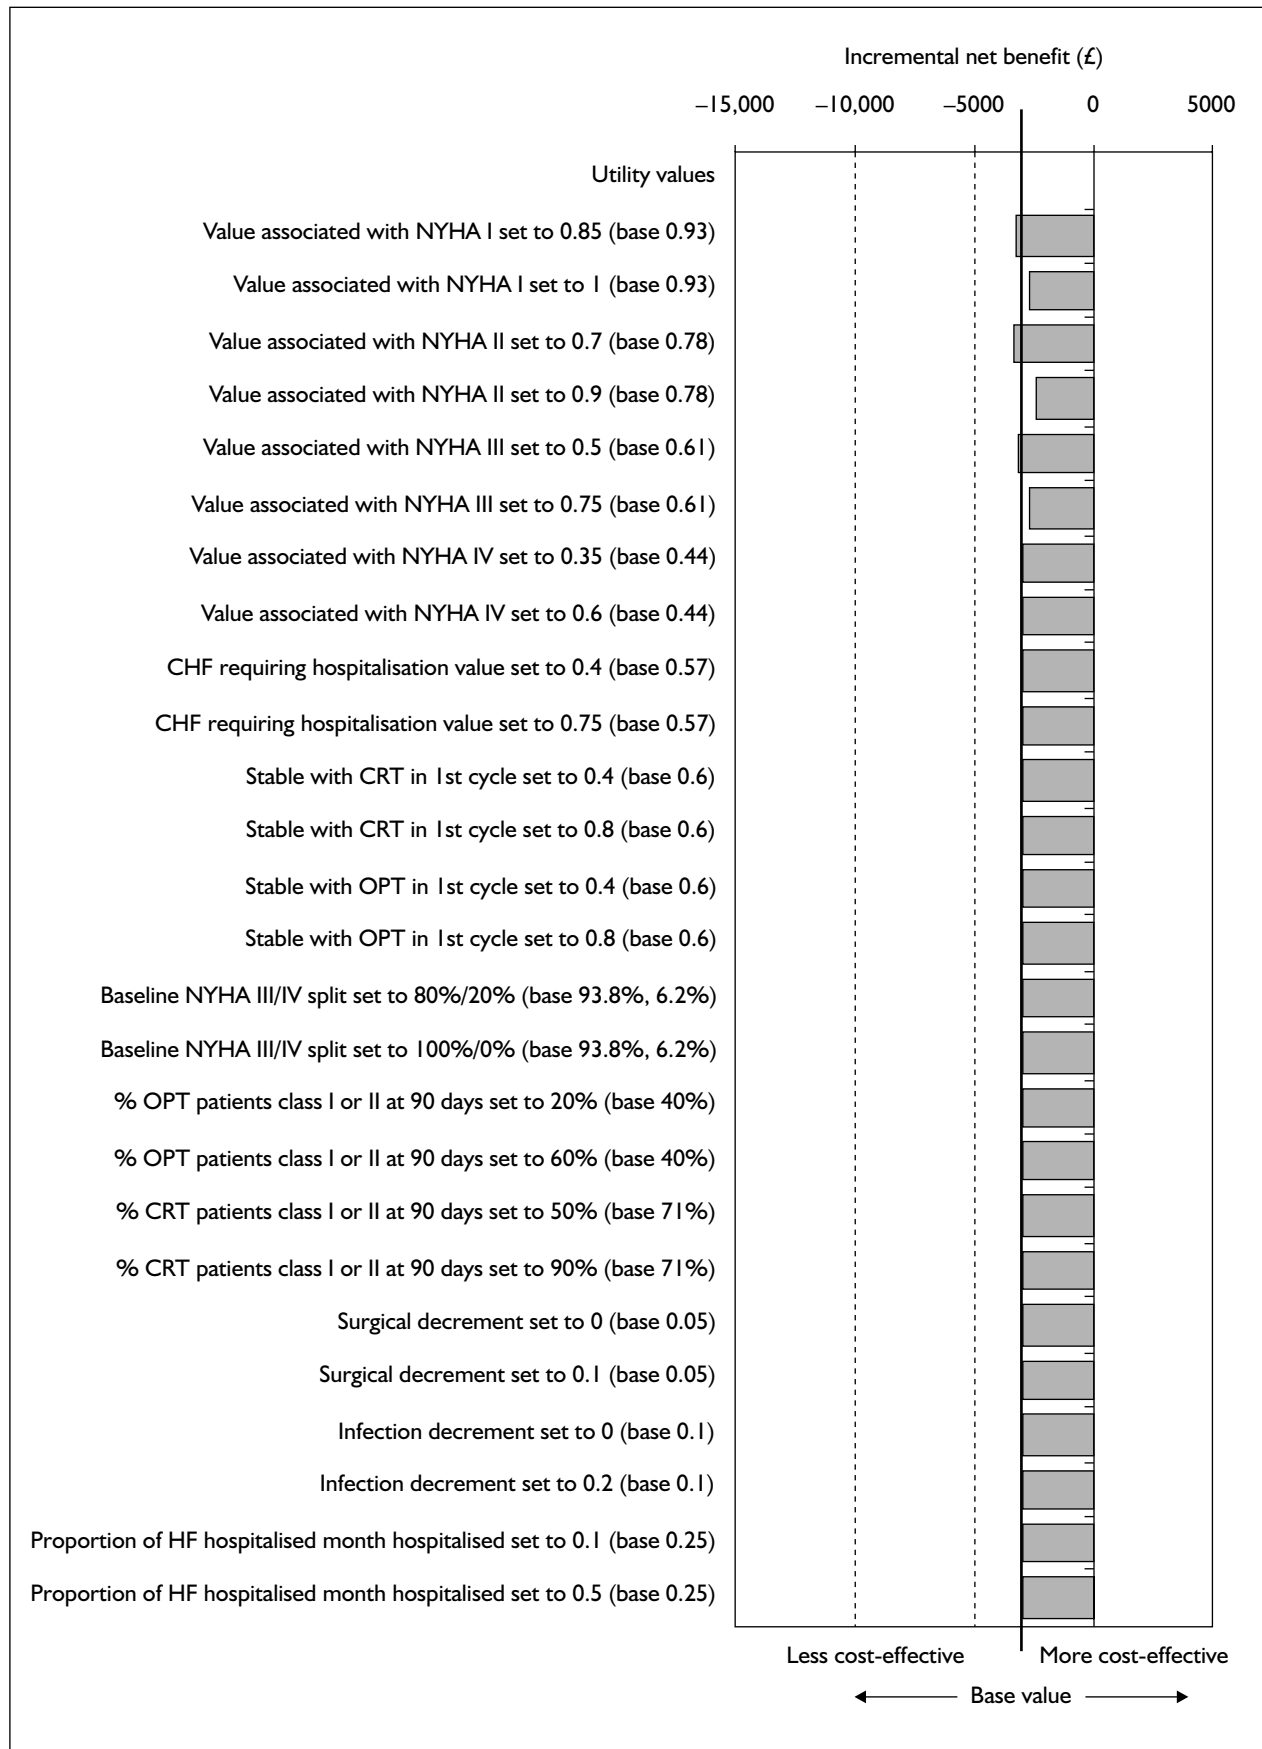 Incremental net benefit (£)
–15,000 –10,000 –5000 0 5000
Utility values
Value associated with NYHA I set to 0.85 (base 0.93)
Value associated with NYHA I set to 1 (base 0.93)
Value associated with NYHA II set to 0.7 (base 0.78)
Value associated with NYHA II set to 0.9 (base 0.78)
Value associated with NYHA III set to 0.5 (base 0.61)
Value associated with NYHA III set to 0.75 (base 0.61)
Value associated with NYHA IV set to 0.35 (base 0.44)
Value associated with NYHA IV set to 0.6 (base 0.44)
CHF requiring hospitalisation value set to 0.4 (base 0.57)
CHF requiring hospitalisation value set to 0.75 (base 0.57)
Stable with CRT in 1st cycle set to 0.4 (base 0.6)
Stable with CRT in 1st cycle set to 0.8 (base 0.6)
Stable with OPT in 1st cycle set to 0.4 (base 0.6)
Stable with OPT in 1st cycle set to 0.8 (base 0.6)
Baseline NYHA III/IV split set to 80%/20% (base 93.8%, 6.2%)
Baseline NYHA III/IV split set to 100%/0% (base 93.8%, 6.2%)
% OPT patients class I or II at 90 days set to 20% (base 40%)
% OPT patients class I or II at 90 days set to 60% (base 40%)
% CRT patients class I or II at 90 days set to 50% (base 71%)
% CRT patients class I or II at 90 days set to 90% (base 71%)
Surgical decrement set to 0 (base 0.05)
Surgical decrement set to 0.1 (base 0.05)
Infection decrement set to 0 (base 0.1)
Infection decrement set to 0.2 (base 0.1)
Proportion of HF hospitalised month hospitalised set to 0.1 (base 0.25)
Proportion of HF hospitalised month hospitalised set to 0.5 (base 0.25)
Less cost-effective More cost-effective
Base value